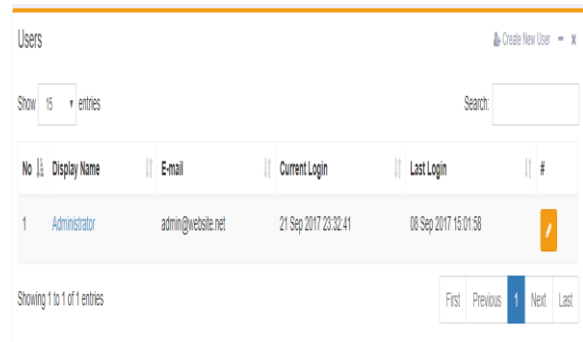 Users Create New User
Show 15 entries Search:
No Display Name E-mail Current Login Last Login #
1 Administrator admin@website.net 21 Sep 2017 23:32:41 08 Sep 2017 15:01:58
Showing 1 to 1 of 1 entries First Previous 1 Next Last